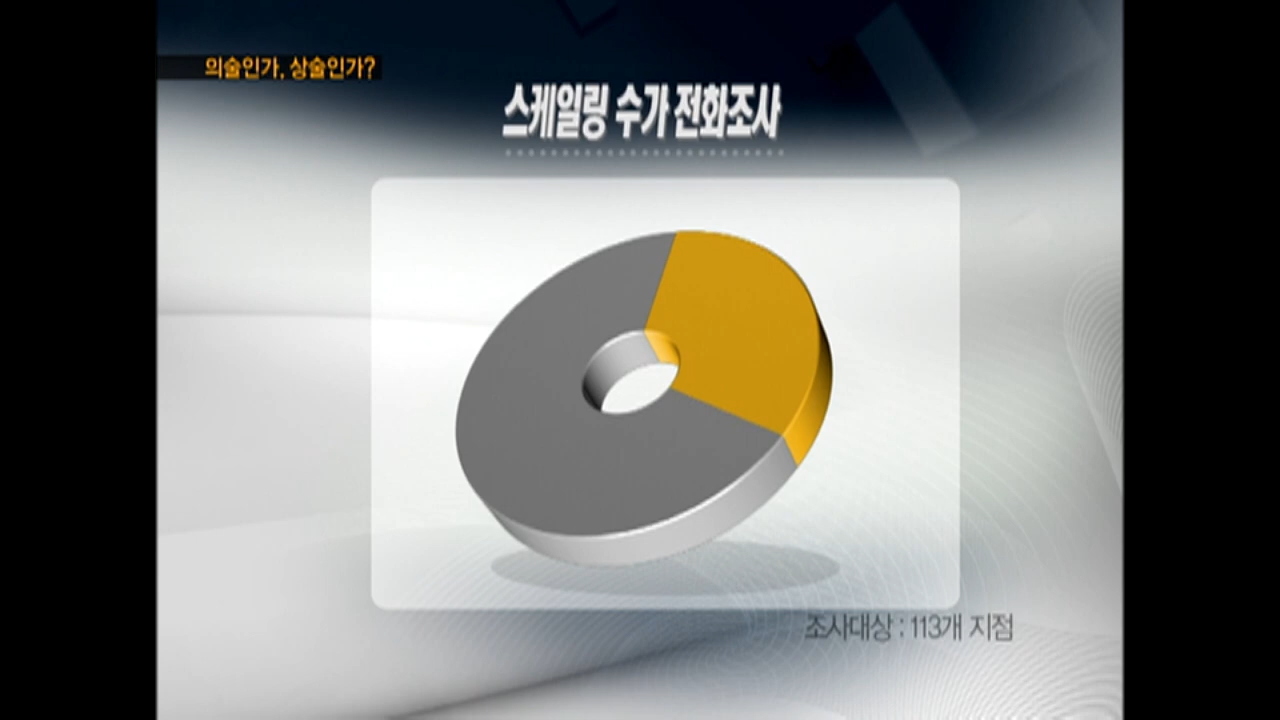 의술인가, 상술인가?
스케일링 수가 전화조사
조사대상 : 113개 지점